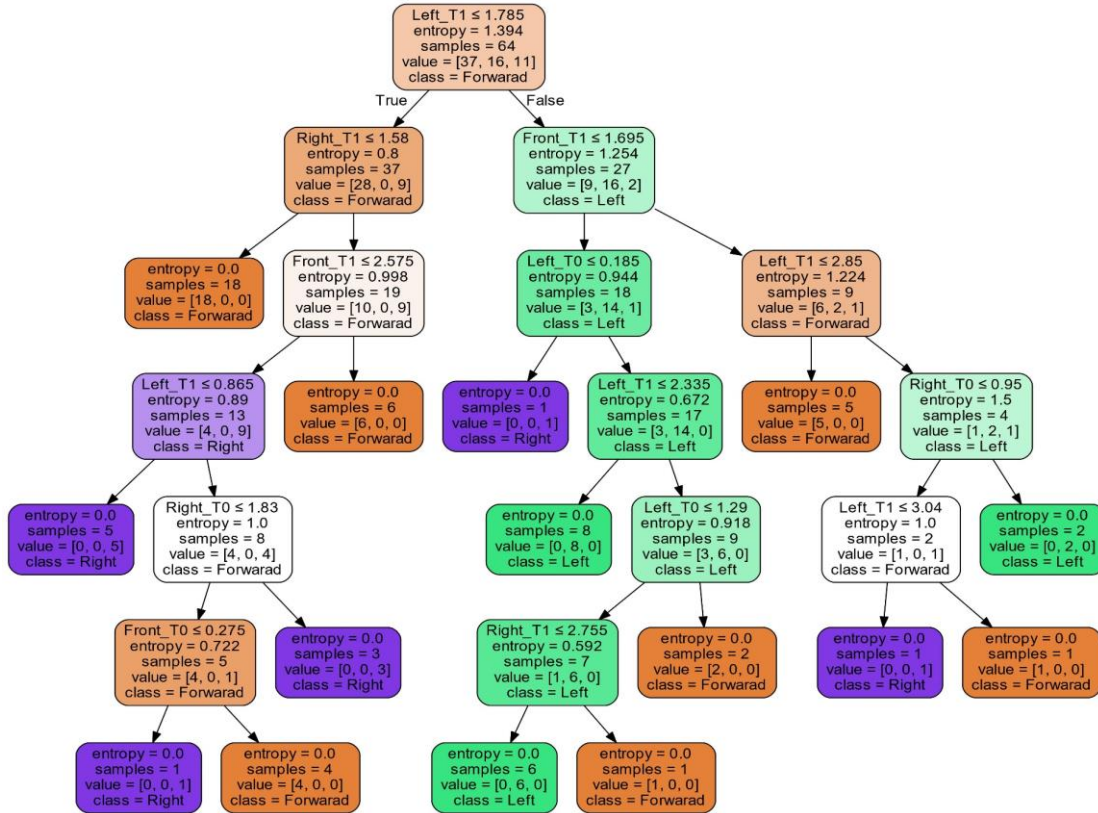 Left_T1 ≤ 1.785
entropy = 1.394
samples = 64
value = [37, 16, 11]
class = Forwarad
True
False
Right_T1 ≤ 1.58
entropy = 0.8
samples = 37
value = [28, 0, 9]
class = Forwarad
Front_T1 ≤ 1.695
entropy = 1.254
samples = 27
value = [9, 16, 2]
class = Left
entropy = 0.0
samples = 18
value = [18, 0, 0]
class = Forwarad
Front_T1 ≤ 2.575
entropy = 0.998
samples = 19
value = [10, 0, 9]
class = Forwarad
Left_T0 ≤ 0.185
entropy = 0.944
samples = 18
value = [3, 14, 1]
class = Left
Left_T1 ≤ 2.85
entropy = 1.224
samples = 9
value = [6, 2, 1]
class = Forwarad
Left_T1 ≤ 0.865
entropy = 0.89
samples = 13
value = [4, 0, 9]
class = Right
entropy = 0.0
samples = 6
value = [6, 0, 0]
class = Forwarad
entropy = 0.0
samples = 1
value = [0, 0, 1]
class = Right
Left_T1 ≤ 2.335
entropy = 0.672
samples = 17
value = [3, 14, 0]
class = Left
entropy = 0.0
samples = 5
value = [5, 0, 0]
class = Forwarad
Right_T0 ≤ 0.95
entropy = 1.5
samples = 4
value = [1, 2, 1]
class = Left
entropy = 0.0
samples = 5
value = [0, 0, 5]
class = Right
Right_T0 ≤ 1.83
entropy = 1.0
samples = 8
value = [4, 0, 4]
class = Forwarad
entropy = 0.0
samples = 8
value = [0, 8, 0]
class = Left
Left_T0 ≤ 1.29
entropy = 0.918
samples = 9
value = [3, 6, 0]
class = Left
Left_T1 ≤ 3.04
entropy = 1.0
samples = 2
value = [1, 0, 1]
class = Forwarad
entropy = 0.0
samples = 2
value = [0, 2, 0]
class = Left
Front_T0 ≤ 0.275
entropy = 0.722
samples = 5
value = [4, 0, 1]
class = Forwarad
entropy = 0.0
samples = 3
value = [0, 0, 3]
class = Right
Right_T1 ≤ 2.755
entropy = 0.592
samples = 7
value = [1, 6, 0]
class = Left
entropy = 0.0
samples = 2
value = [2, 0, 0]
class = Forwarad
entropy = 0.0
samples = 1
value = [0, 0, 1]
class = Right
entropy = 0.0
samples = 1
value = [1, 0, 0]
class = Forwarad
entropy = 0.0
samples = 1
value = [0, 0, 1]
class = Right
entropy = 0.0
samples = 4
value = [4, 0, 0]
class = Forwarad
entropy = 0.0
samples = 6
value = [0, 6, 0]
class = Left
entropy = 0.0
samples = 1
value = [1, 0, 0]
class = Forwarad